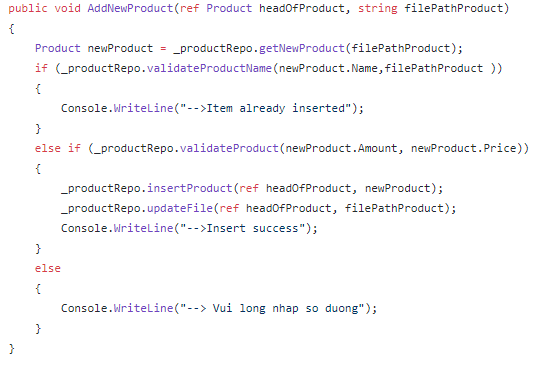 public void AddNewProduct(ref Product headOfProduct, string filePathProduct)
{
    Product newProduct = _productRepo.getNewProduct(filePathProduct);
    if (_productRepo.validateProductName(newProduct.Name,filePathProduct ))
    {
        Console.WriteLine("-->Item already inserted");
    }
    else if (_productRepo.validateProduct(newProduct.Amount, newProduct.Price))
    {
        _productRepo.insertProduct(ref headOfProduct, newProduct);
        _productRepo.updateFile(ref headOfProduct, filePathProduct);
        Console.WriteLine("-->Insert success");
    }
    else
    {
        Console.WriteLine("--> Vui long nhap so duong");
    }
}